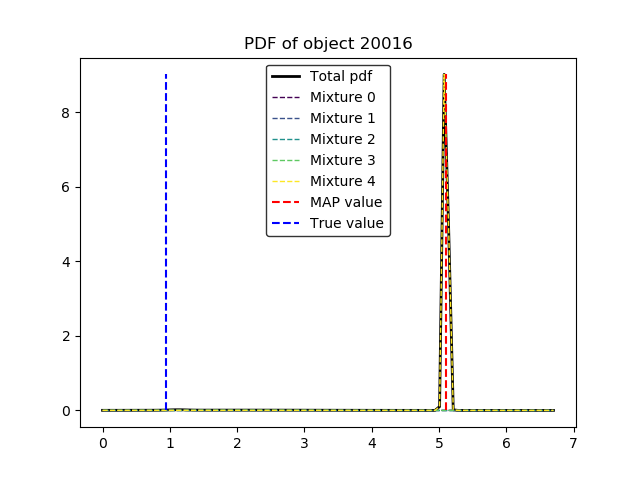 PDF of object 20016
Total pdf
Mixture 0
Mixture 1
Mixture 2
Mixture 3
Mixture 4
MAP value
True value
8
6
4
2
0
0 1 2 3 4 5 6 7